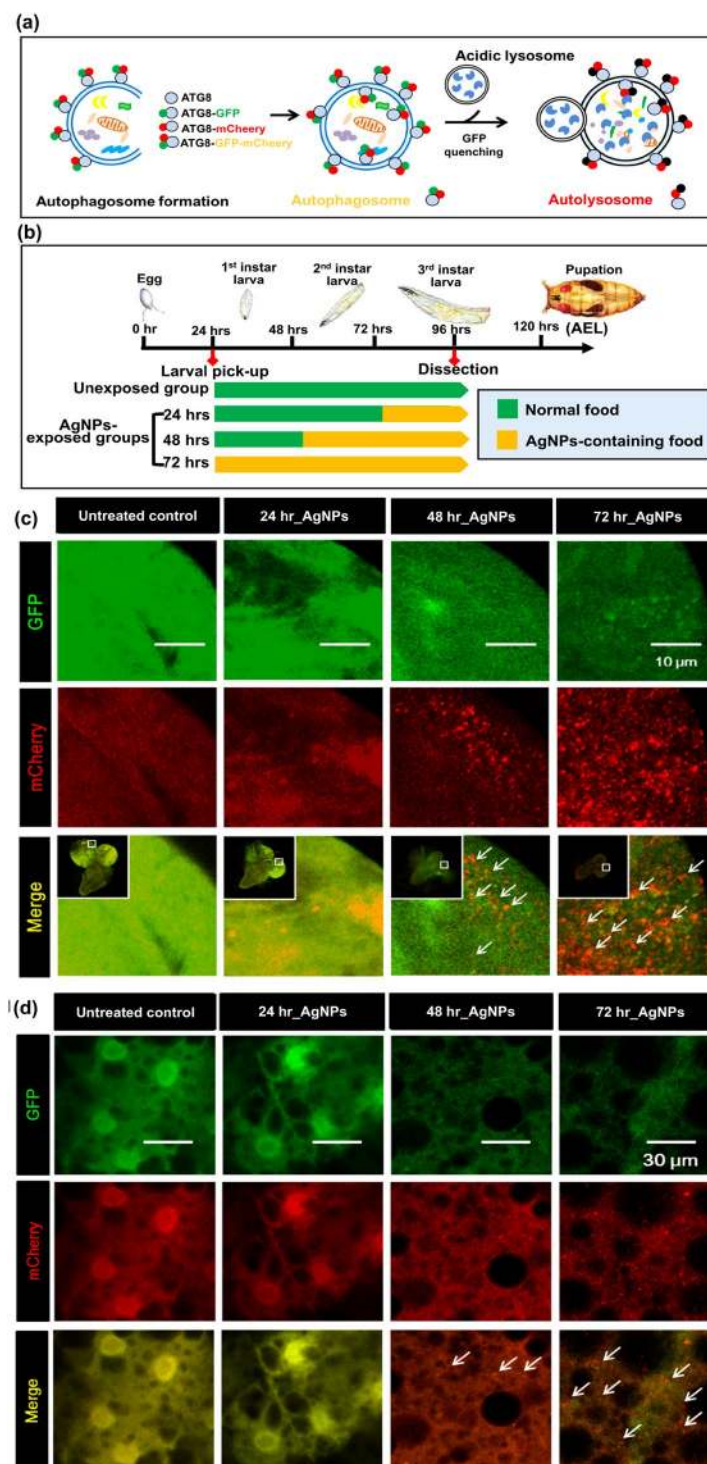 (a)
Acidic lysosome
ATG8
ATG8-GFP
ATG8-mCheery
ATG8-GFP-mCheery
GFP
quenching
Autophagosome formation
Autophagosome
Autolysosome
(b)
Egg
1st instar
larva
2nd instar
larva
3rd instar
larva
Pupation
(AEL)
0 hr
24 hrs
48 hrs
72 hrs
96 hrs
120 hrs
Larval pick-up
Dissection
Unexposed group
AgNPs-
exposed groups
24 hrs
48 hrs
72 hrs
Normal food
AgNPs-containing food
(c)
Untreated control
24 hr_AgNPs
48 hr_AgNPs
72 hr_AgNPs
GFP
10 µm
mCherry
Merge
(d)
Untreated control
24 hr_AgNPs
48 hr_AgNPs
72 hr_AgNPs
GFP
30 µm
mCherry
Merge